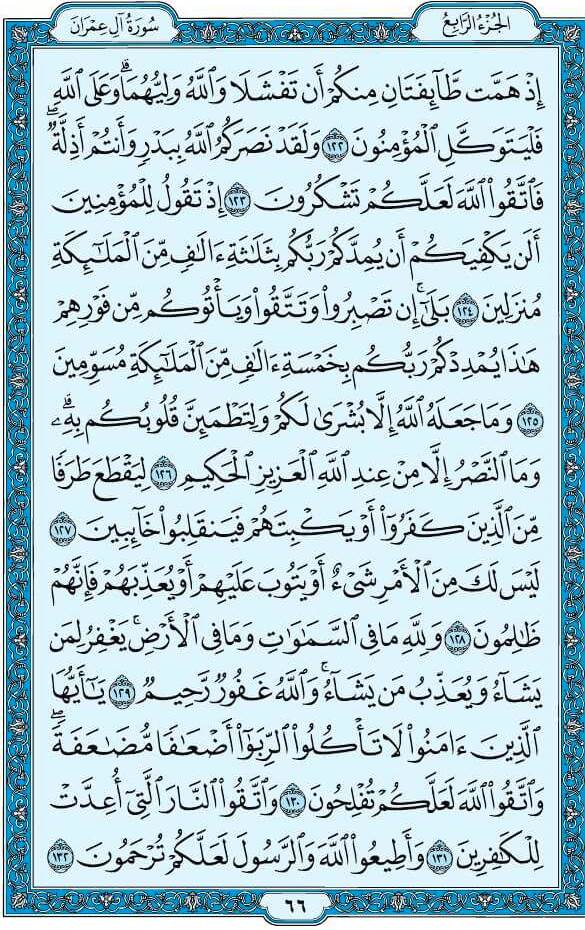 الجُزْءُ الرَّابِعُ
سُورَةُ آلِ عِمْرَانَ
إِذْ هَمَّت طَّآئِفَتَانِ مِنكُمْ أَن تَفْشَلَا وَٱللَّهُ وَلِيُّهُمَا ۗ وَعَلَى ٱللَّهِ
فَلْيَتَوَكَّلِ ٱلْمُؤْمِنُونَ ١٢٢ وَلَقَدْ نَصَرَكُمُ ٱللَّهُ بِبَدْرٍ وَأَنتُمْ أَذِلَّةٌ ۖ
فَٱتَّقُوا۟ ٱللَّهَ لَعَلَّكُمْ تَشْكُرُونَ ١٢٣ إِذْ تَقُولُ لِلْمُؤْمِنِينَ
أَلَن يَكْفِيَكُمْ أَن يُمِدَّكُمْ رَبُّكُم بِثَلَـٰثَةِ ءَالَـٰفٍ مِّنَ ٱلْمَلَـٰٓئِكَةِ
مُنزَلِينَ ١٢٤ بَلَىٰٓ ۚ إِن تَصْبِرُوا۟ وَتَتَّقُوا۟ وَيَأْتُوكُم مِّن فَوْرِهِمْ
هَـٰذَا يُمْدِدْكُمْ رَبُّكُم بِخَمْسَةِ ءَالَـٰفٍ مِّنَ ٱلْمَلَـٰٓئِكَةِ مُسَوِّمِينَ
١٢٥ وَمَا جَعَلَهُ ٱللَّهُ إِلَّا بُشْرَىٰ لَكُمْ وَلِتَطْمَئِنَّ قُلُوبُكُم بِهِۦ ۗ
وَمَا ٱلنَّصْرُ إِلَّا مِنْ عِندِ ٱللَّهِ ٱلْعَزِيزِ ٱلْحَكِيمِ ١٢٦ لِيَقْطَعَ طَرَفًا
مِّنَ ٱلَّذِينَ كَفَرُوٓا۟ أَوْ يَكْبِتَهُمْ فَيَنقَلِبُوا۟ خَآئِبِينَ ١٢٧
لَيْسَ لَكَ مِنَ ٱلْأَمْرِ شَىْءٌ أَوْ يَتُوبَ عَلَيْهِمْ أَوْ يُعَذِّبَهُمْ فَإِنَّهُمْ
ظَـٰلِمُونَ ١٢٨ وَلِلَّهِ مَا فِى ٱلسَّمَـٰوَٰتِ وَمَا فِى ٱلْأَرْضِ ۚ يَغْفِرُ لِمَن
يَشَآءُ وَيُعَذِّبُ مَن يَشَآءُ ۚ وَٱللَّهُ غَفُورٌ رَّحِيمٌ ١٢٩ يَـٰٓأَيُّهَا
ٱلَّذِينَ ءَامَنُوا۟ لَا تَأْكُلُوا۟ ٱلرِّبَوٰٓا۟ أَضْعَـٰفًا مُّضَـٰعَفَةً ۖ
وَٱتَّقُوا۟ ٱللَّهَ لَعَلَّكُمْ تُفْلِحُونَ ١٣٠ وَٱتَّقُوا۟ ٱلنَّارَ ٱلَّتِىٓ أُعِدَّتْ
لِلْكَـٰفِرِينَ ١٣١ وَأَطِيعُوا۟ ٱللَّهَ وَٱلرَّسُولَ لَعَلَّكُمْ تُرْحَمُونَ ١٣٢
٦٦